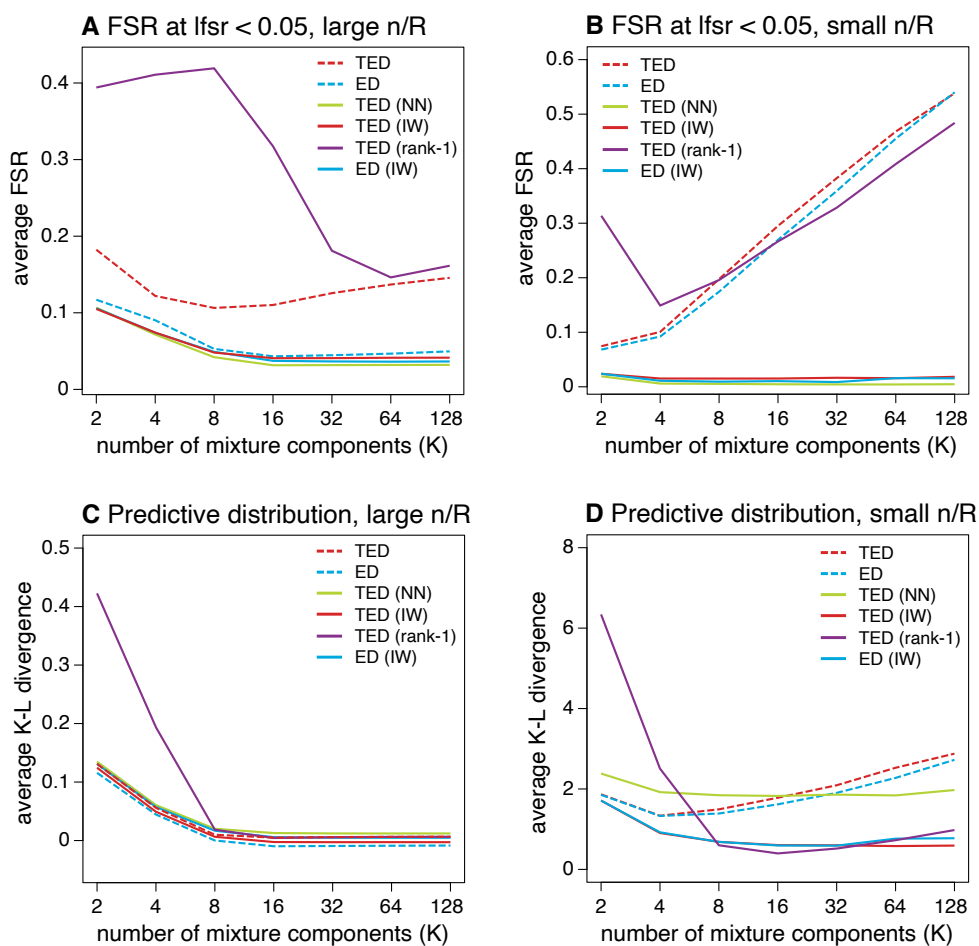 A FSR at lfsr < 0.05, large n/R
TED
ED
TED (NN)
TED (IW)
TED (rank-1)
ED (IW)
average FSR
0.4
0.3
0.2
0.1
0
2 4 8 16 32 64 128
number of mixture components (K)
B FSR at lfsr < 0.05, small n/R
TED
ED
TED (NN)
TED (IW)
TED (rank-1)
ED (IW)
average FSR
0.6
0.5
0.4
0.3
0.2
0.1
0
2 4 8 16 32 64 128
number of mixture components (K)
C Predictive distribution, large n/R
TED
ED
TED (NN)
TED (IW)
TED (rank-1)
ED (IW)
average K-L divergence
0.5
0.4
0.3
0.2
0.1
0
2 4 8 16 32 64 128
number of mixture components (K)
D Predictive distribution, small n/R
TED
ED
TED (NN)
TED (IW)
TED (rank-1)
ED (IW)
average K-L divergence
8
6
4
2
0
2 4 8 16 32 64 128
number of mixture components (K)